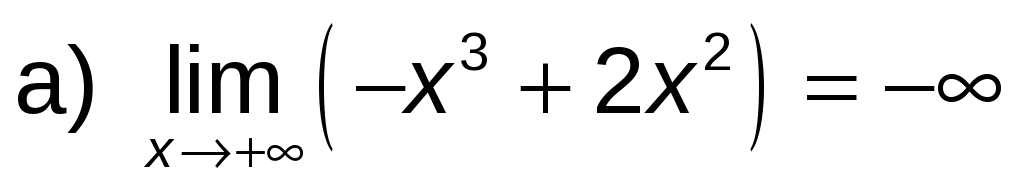 a) lim x→+∞ (−x³ + 2x²) = −∞